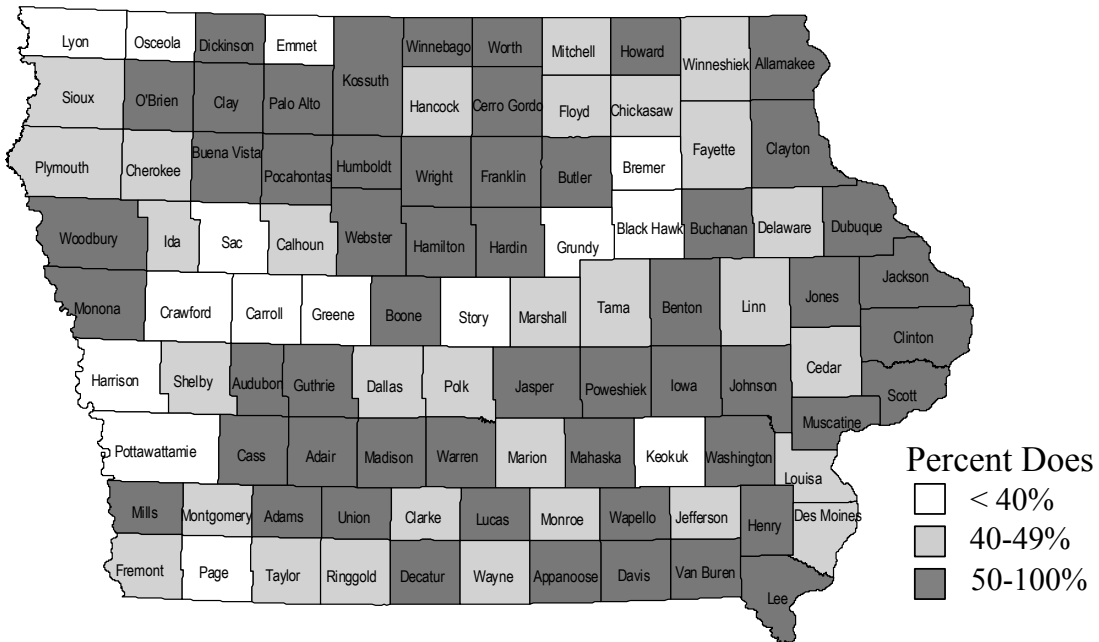 Lyon Osceola Dickinson Emmet Kossuth Winnebago Worth Mitchell Howard Winneshiek Allamakee
Sioux O'Brien Clay Palo Alto Hancock Cerro Gordo Floyd Chickasaw
Plymouth Cherokee Buena Vista Pocahontas Humboldt Wright Franklin Butler Bremer Fayette Clayton
Woodbury Ida Sac Calhoun Webster Hamilton Hardin Grundy Black Hawk Buchanan Delaware Dubuque
Monona Crawford Carroll Greene Boone Story Marshall Tama Benton Linn Jones Jackson
Clinton
Harrison Shelby Audubon Guthrie Dallas Polk Jasper Poweshiek Iowa Johnson Cedar Scott
Muscatine
Pottawattamie Cass Adair Madison Warren Marion Mahaska Keokuk Washington Louisa
Mills Montgomery Adams Union Clarke Lucas Monroe Wapello Jefferson Henry Des Moines
Fremont Page Taylor Ringgold Decatur Wayne Appanoose Davis Van Buren Lee
Percent Does
< 40%
40-49%
50-100%